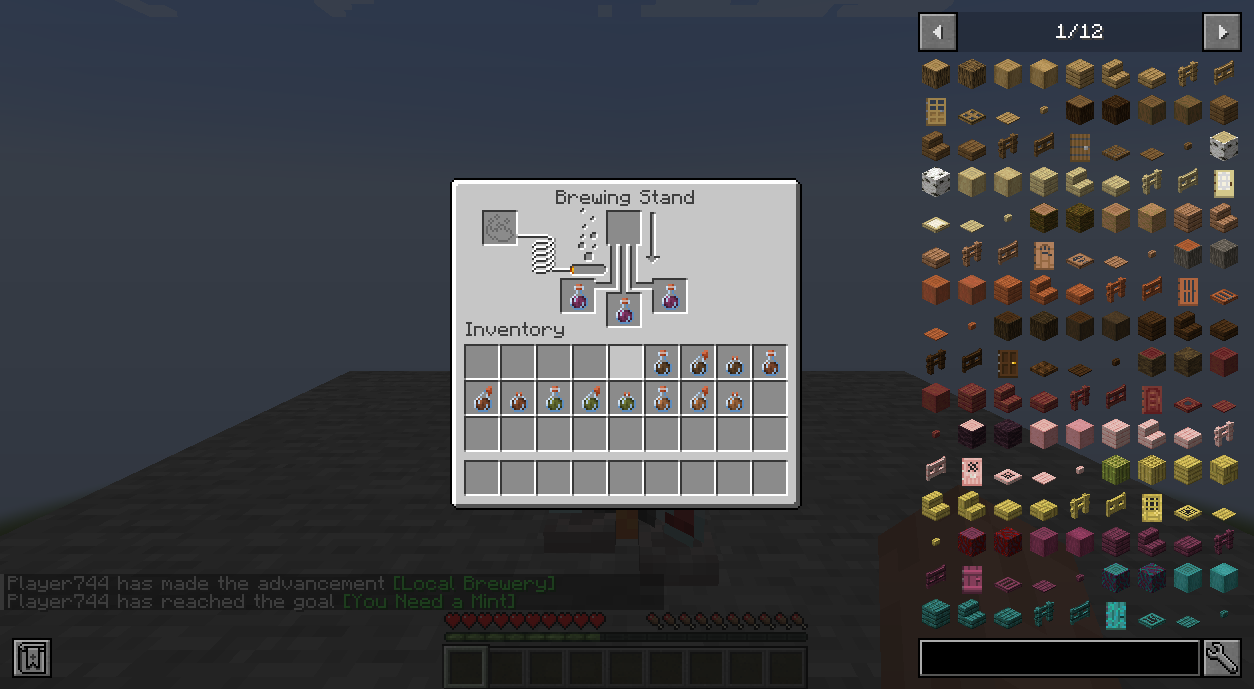 1/12
Brewing Stand
Inventory
Player744 has made the advancement [Local Brewery]
Player744 has reached the goal [You Need a Mint]